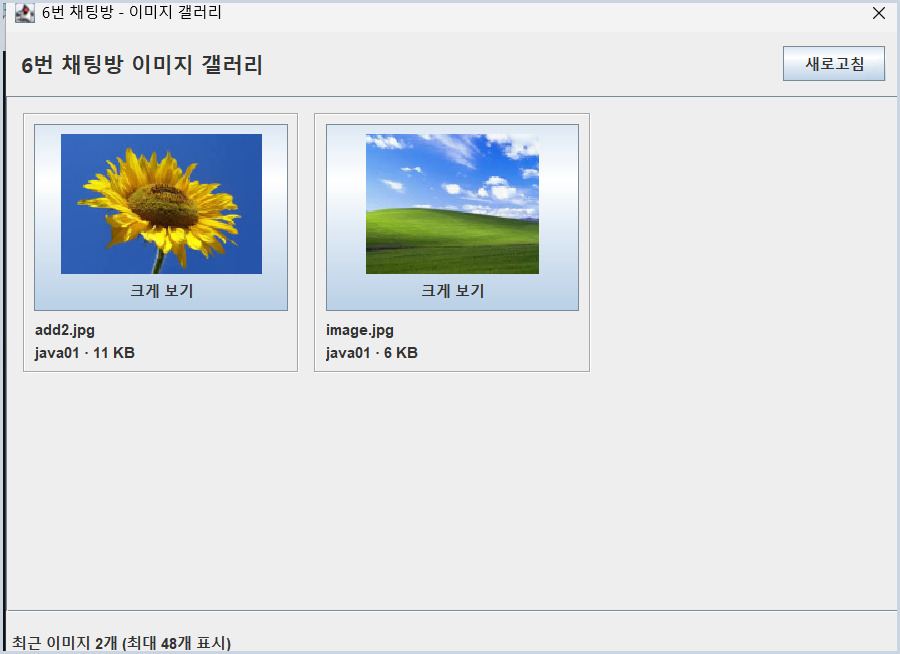 6번 채팅방 - 이미지 갤러리
6번 채팅방 이미지 갤러리
새로고침
크게 보기
크게 보기
add2.jpg
java01 · 11 KB
image.jpg
java01 · 6 KB
최근 이미지 2개 (최대 48개 표시)